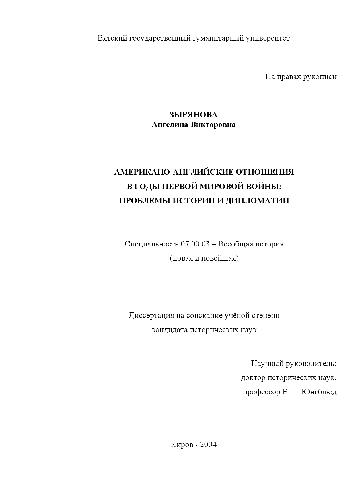 Вятский государственный гуманитарный университет
На правах рукописи
ЗЫРЯНОВА
Ангелина Викторовна
АМЕРИКАНО-АНГЛИЙСКИЕ ОТНОШЕНИЯ
В ГОДЫ ПЕРВОЙ МИРОВОЙ ВОЙНЫ:
ПРОБЛЕМЫ ИСТОРИИ И ДИПЛОМАТИИ
Специальность 07.00.03 – Всеобщая история
(новая и новейшая)
Диссертация на соискание учёной степени
кандидата исторических наук
Научный руководитель:
доктор исторических наук,
профессор
Киров - 2004